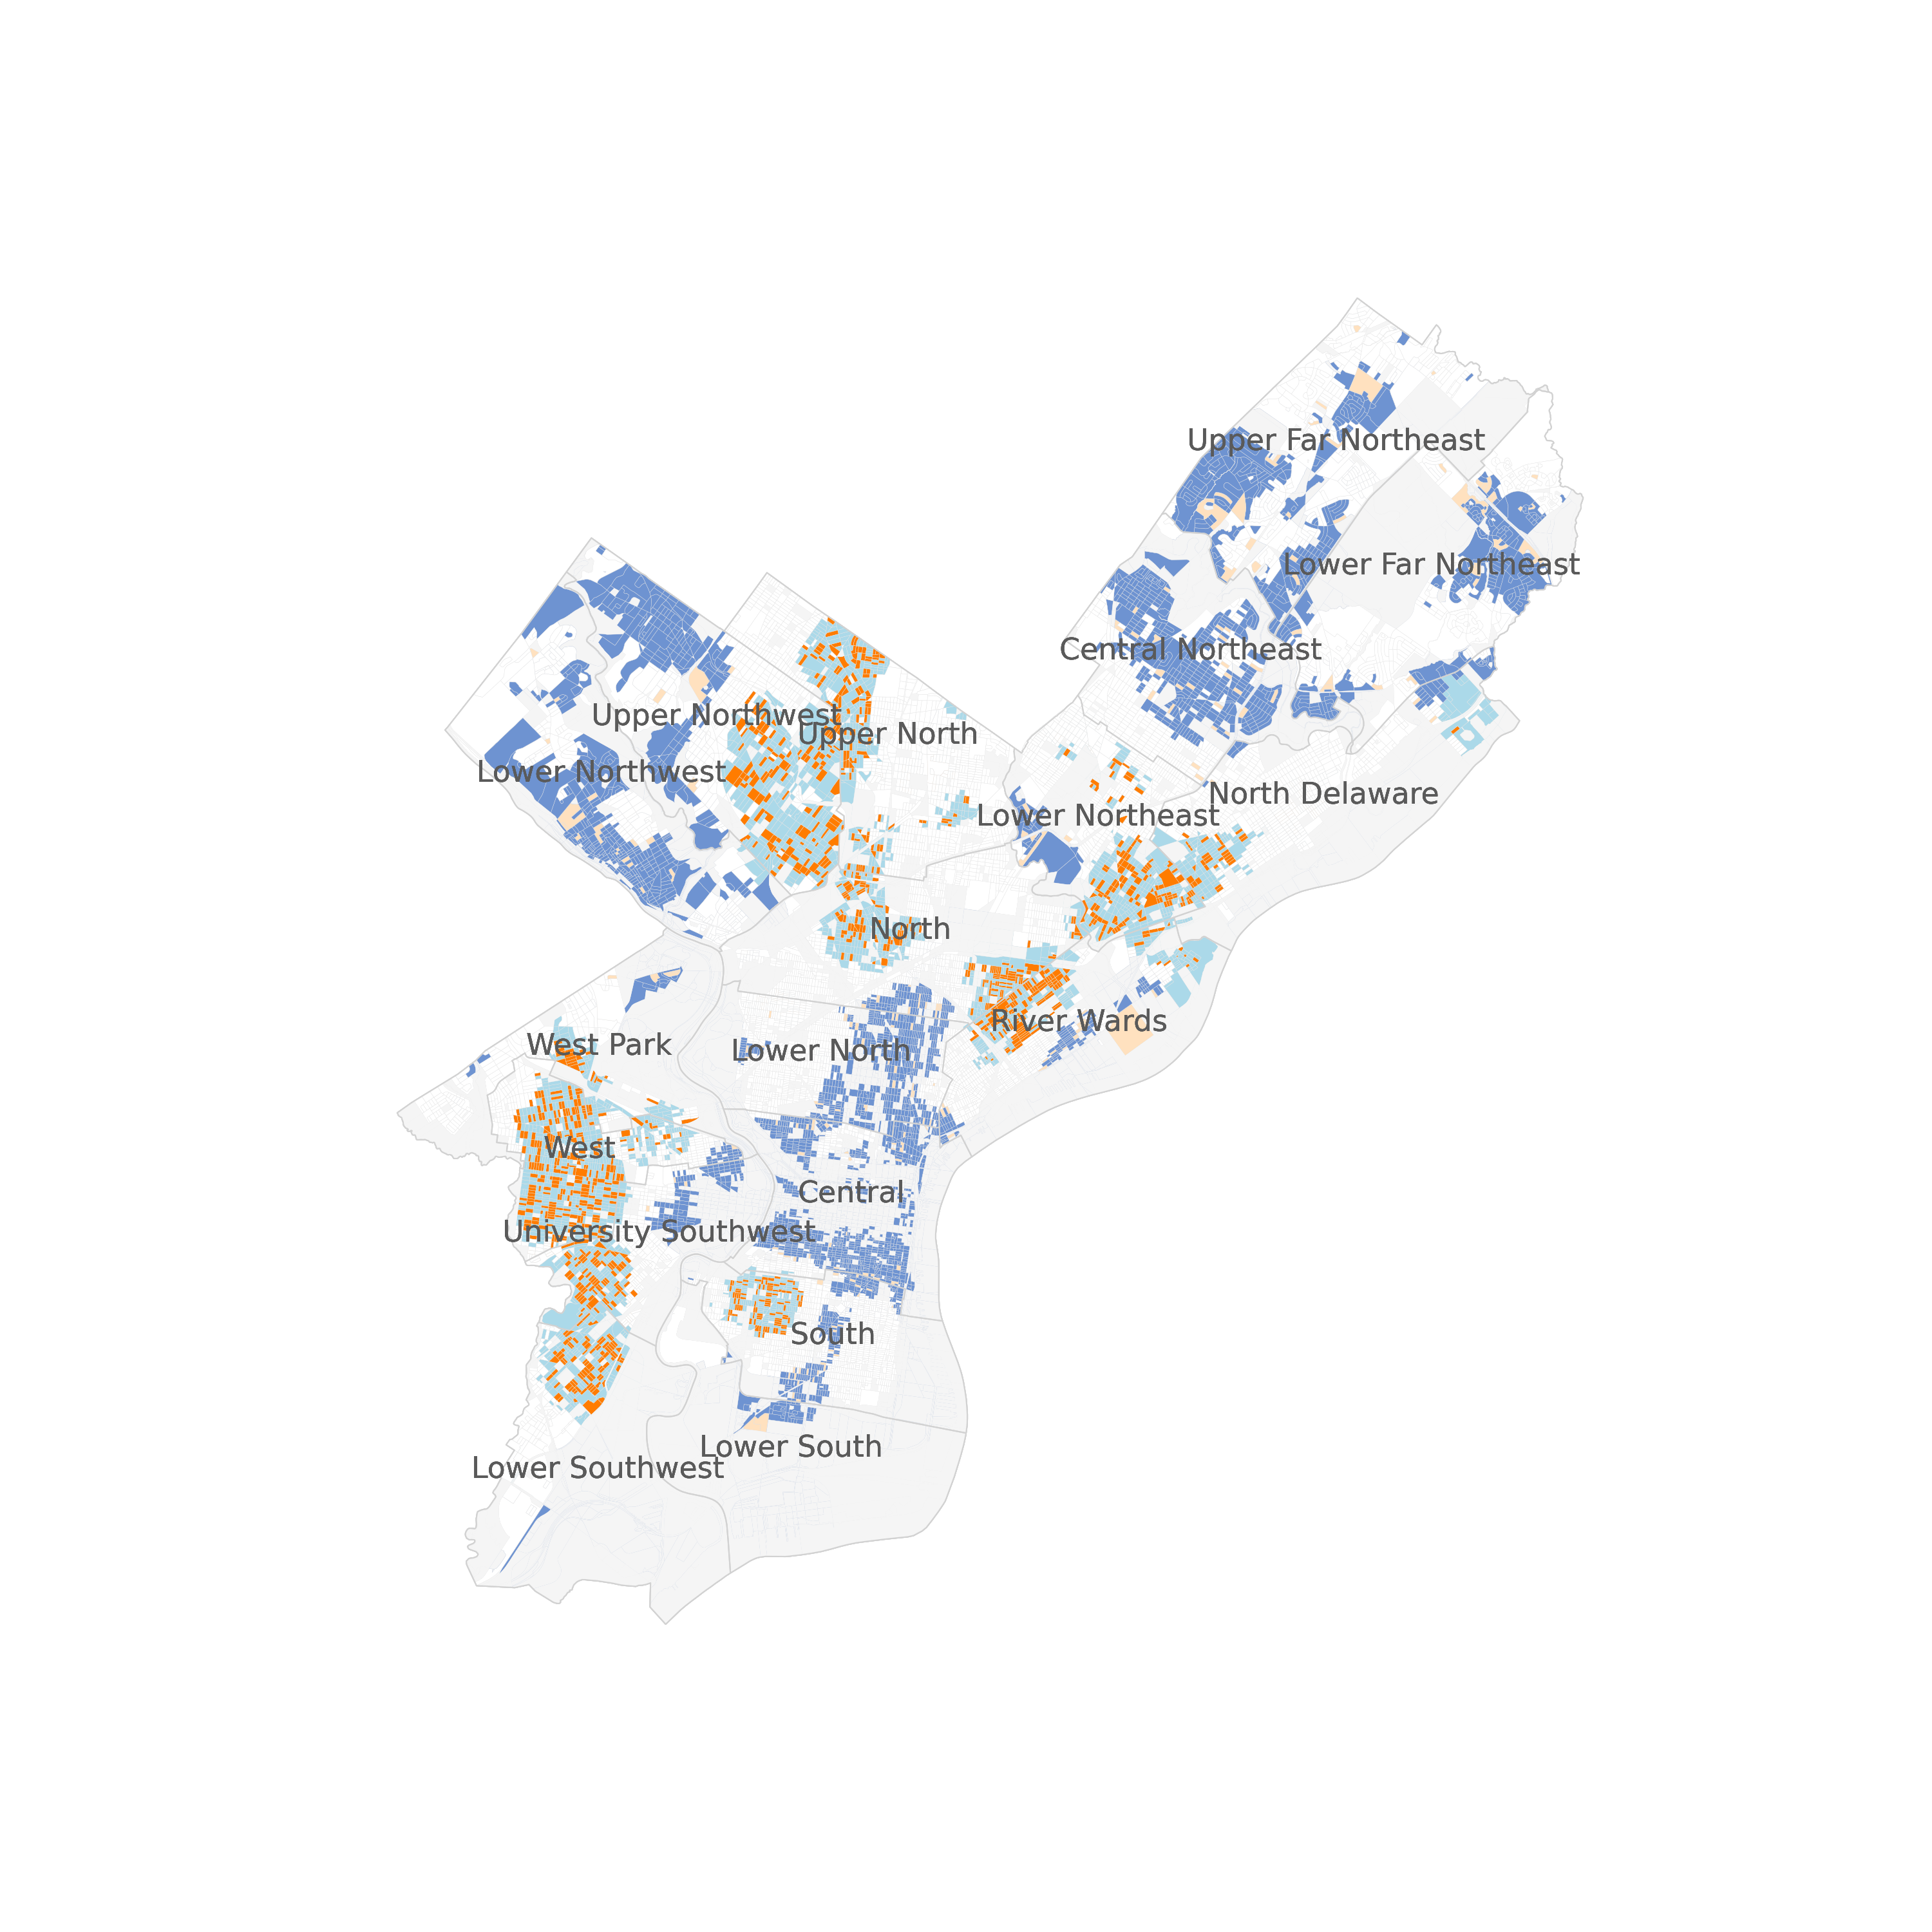 Upper Far Northeast
Lower Far Northeast
Central Northeast
Upper Northwest
Upper North
Lower Northwest
North Delaware
Lower Northeast
North
River Wards
West Park
Lower North
West
Central
University Southwest
South
Lower South
Lower Southwest